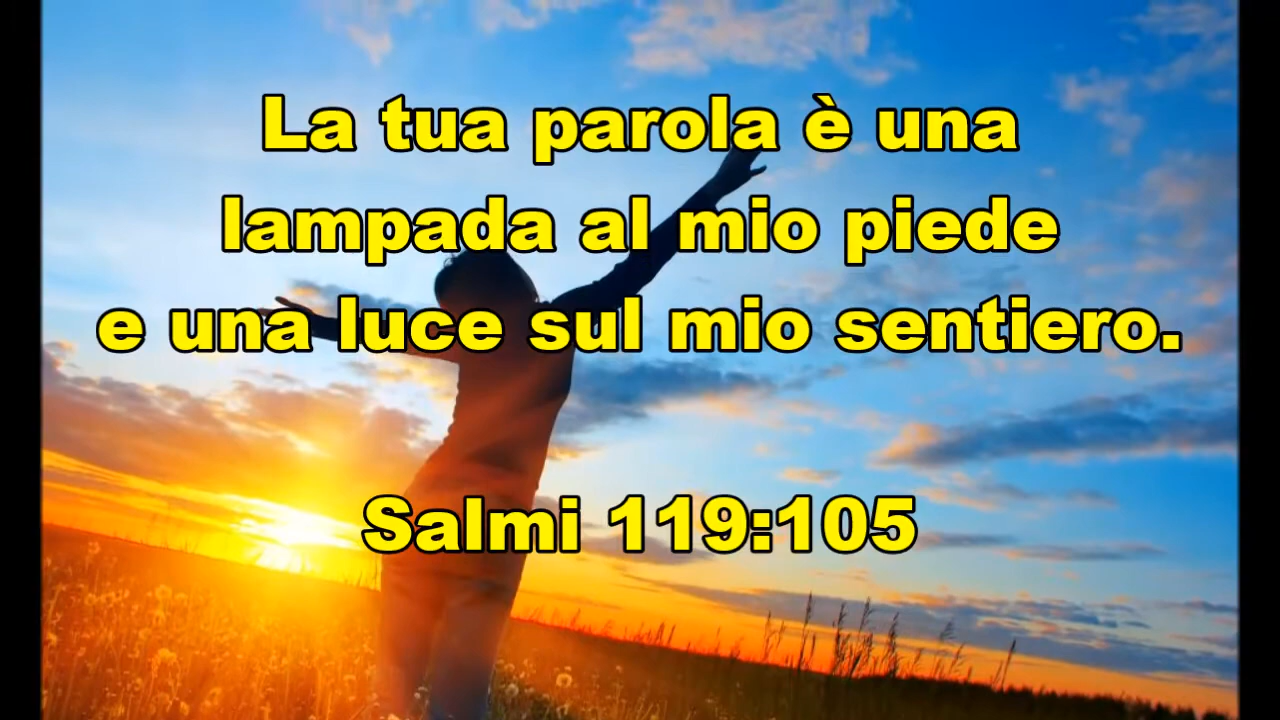 La tua parola è una
lampada al mio piede
e una luce sul mio sentiero.
Salmi 119:105